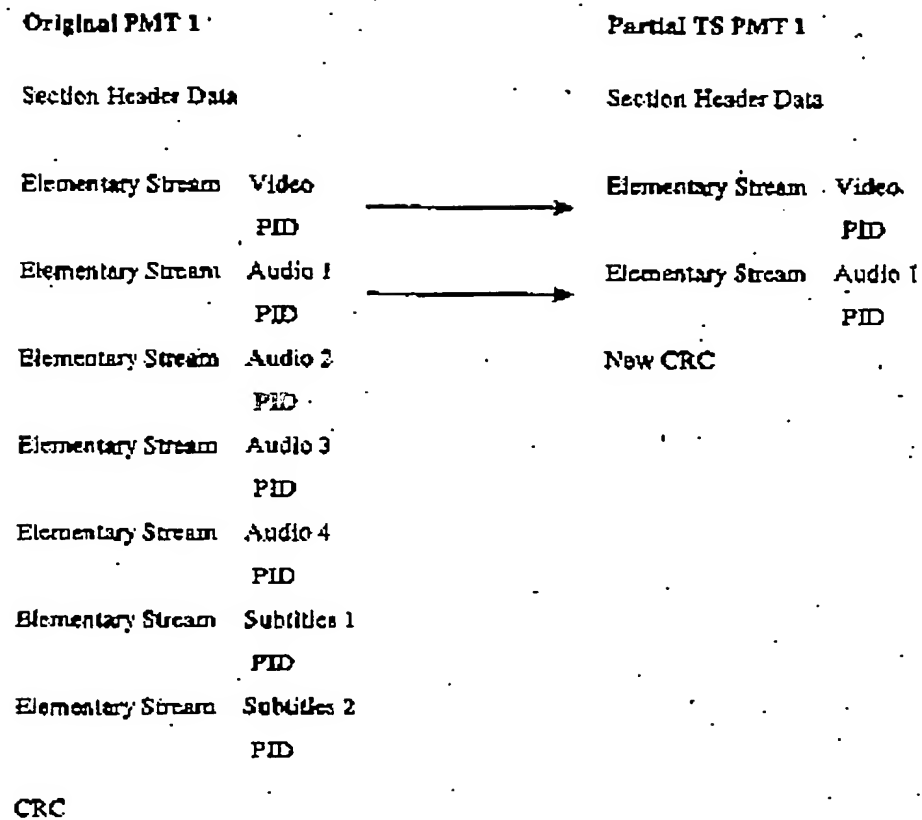 Original PMT 1
Section Header Data
Elementary Stream Video
PID
Elementary Stream Audio 1
PID
Elementary Stream Audio 2
PID
Elementary Stream Audio 3
PID
Elementary Stream Audio 4
PID
Elementary Stream Subtitles 1
PID
Elementary Stream Subtitles 2
PID
CRC
Partial TS PMT 1
Section Header Data
Elementary Stream Video
PID
Elementary Stream Audio 1
PID
New CRC